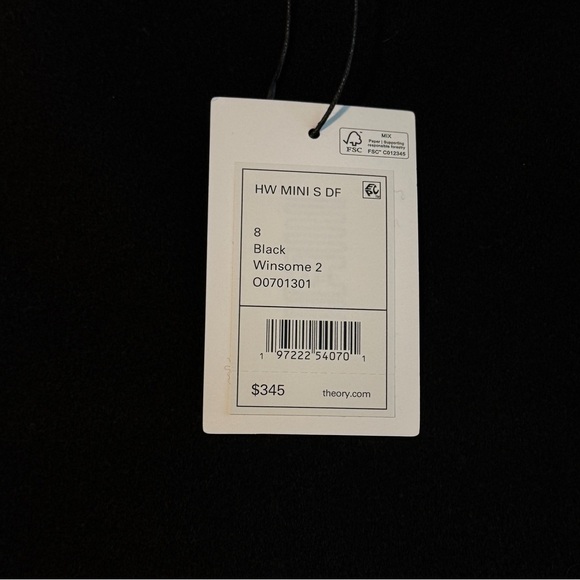 MIX
Paper | Supporting
responsible forestry
FSC® C012345
FSC
HW MINI S DF
8
Black
Winsome 2
O0701301
1 97222 54070 1
$345 theory.com